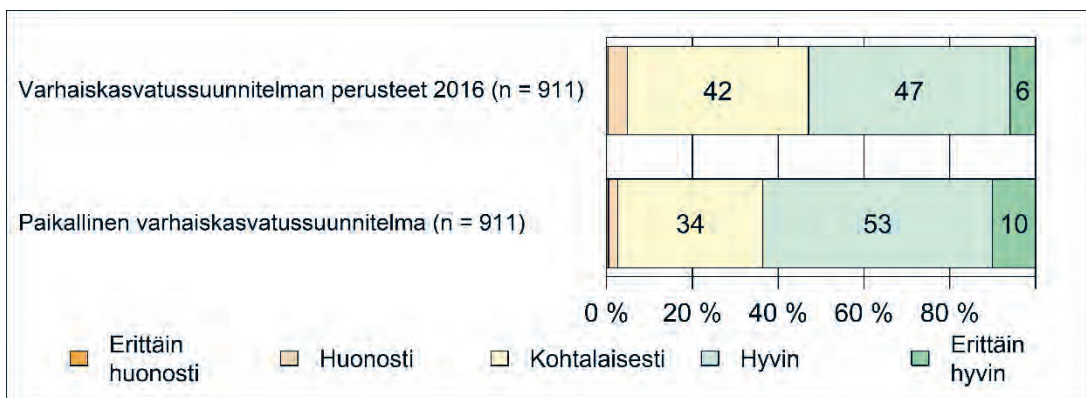 Varhaiskasvatussuunnitelman perusteet 2016 (n = 911)
42 47 6
Paikallinen varhaiskasvatussuunnitelma (n = 911)
34 53 10
0 % 20 % 40 % 60 % 80 %
Erittäin huonosti
Huonosti
Kohtalaisesti
Hyvin
Erittäin hyvin